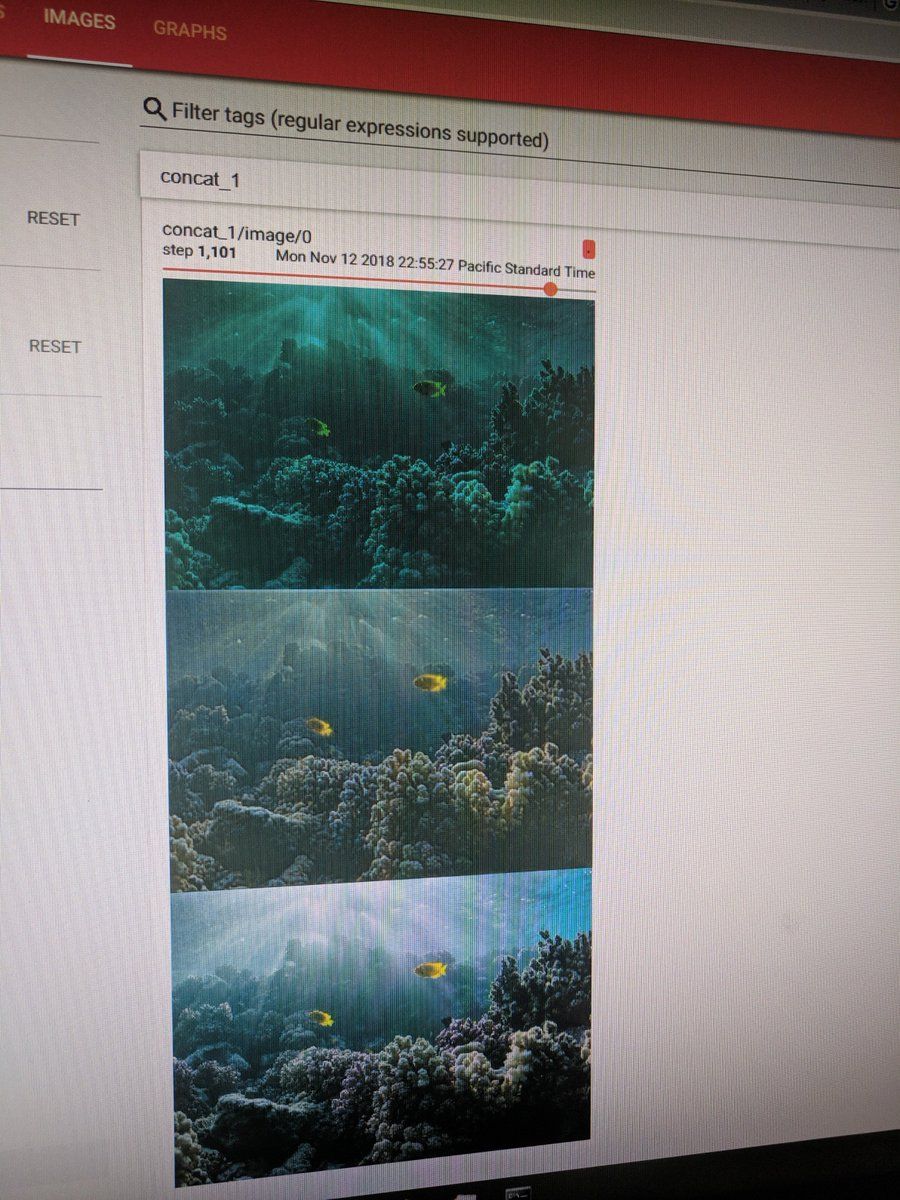 IMAGES GRAPHS
Filter tags (regular expressions supported)
concat_1
RESET
concat_1/image/0
step 1,101 Mon Nov 12 2018 22:55:27 Pacific Standard Time
RESET